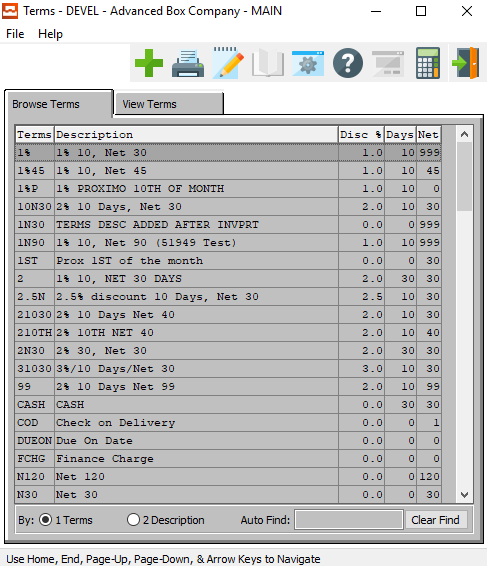 Terms - DEVEL - Advanced Box Company - MAIN
File Help
Browse Terms View Terms
Terms Description Disc % Days Net
1% 1% 10, Net 30 1.0 10 999
1%45 1% 10, Net 45 1.0 10 45
1%P 1% PROXIMO 10TH OF MONTH 1.0 10 0
10N30 2% 10 Days, Net 30 2.0 10 30
1N30 TERMS DESC ADDED AFTER INVPRT 0.0 0 999
1N90 1% 10, Net 90 (51949 Test) 1.0 10 999
1ST Prox 1ST of the month 0.0 0 30
2 1% 10, NET 30 DAYS 2.0 30 30
2.5N 2.5% discount 10 Days, Net 30 2.5 10 30
21030 2% 10 Days Net 40 2.0 10 30
210TH 2% 10TH NET 40 2.0 10 40
2N30 2% 30, Net 30 2.0 30 30
31030 3%/10 Days/Net 30 3.0 10 30
99 2% 10 Days Net 99 2.0 10 99
CASH CASH 0.0 30 30
COD Check on Delivery 0.0 0 1
DUEON Due On Date 0.0 0 0
FCHG Finance Charge 0.0 0 0
N120 Net 120 0.0 0 120
N30 Net 30 0.0 0 30
By: 1 Terms 2 Description Auto Find: Clear Find
Use Home, End, Page-Up, Page-Down, & Arrow Keys to Navigate